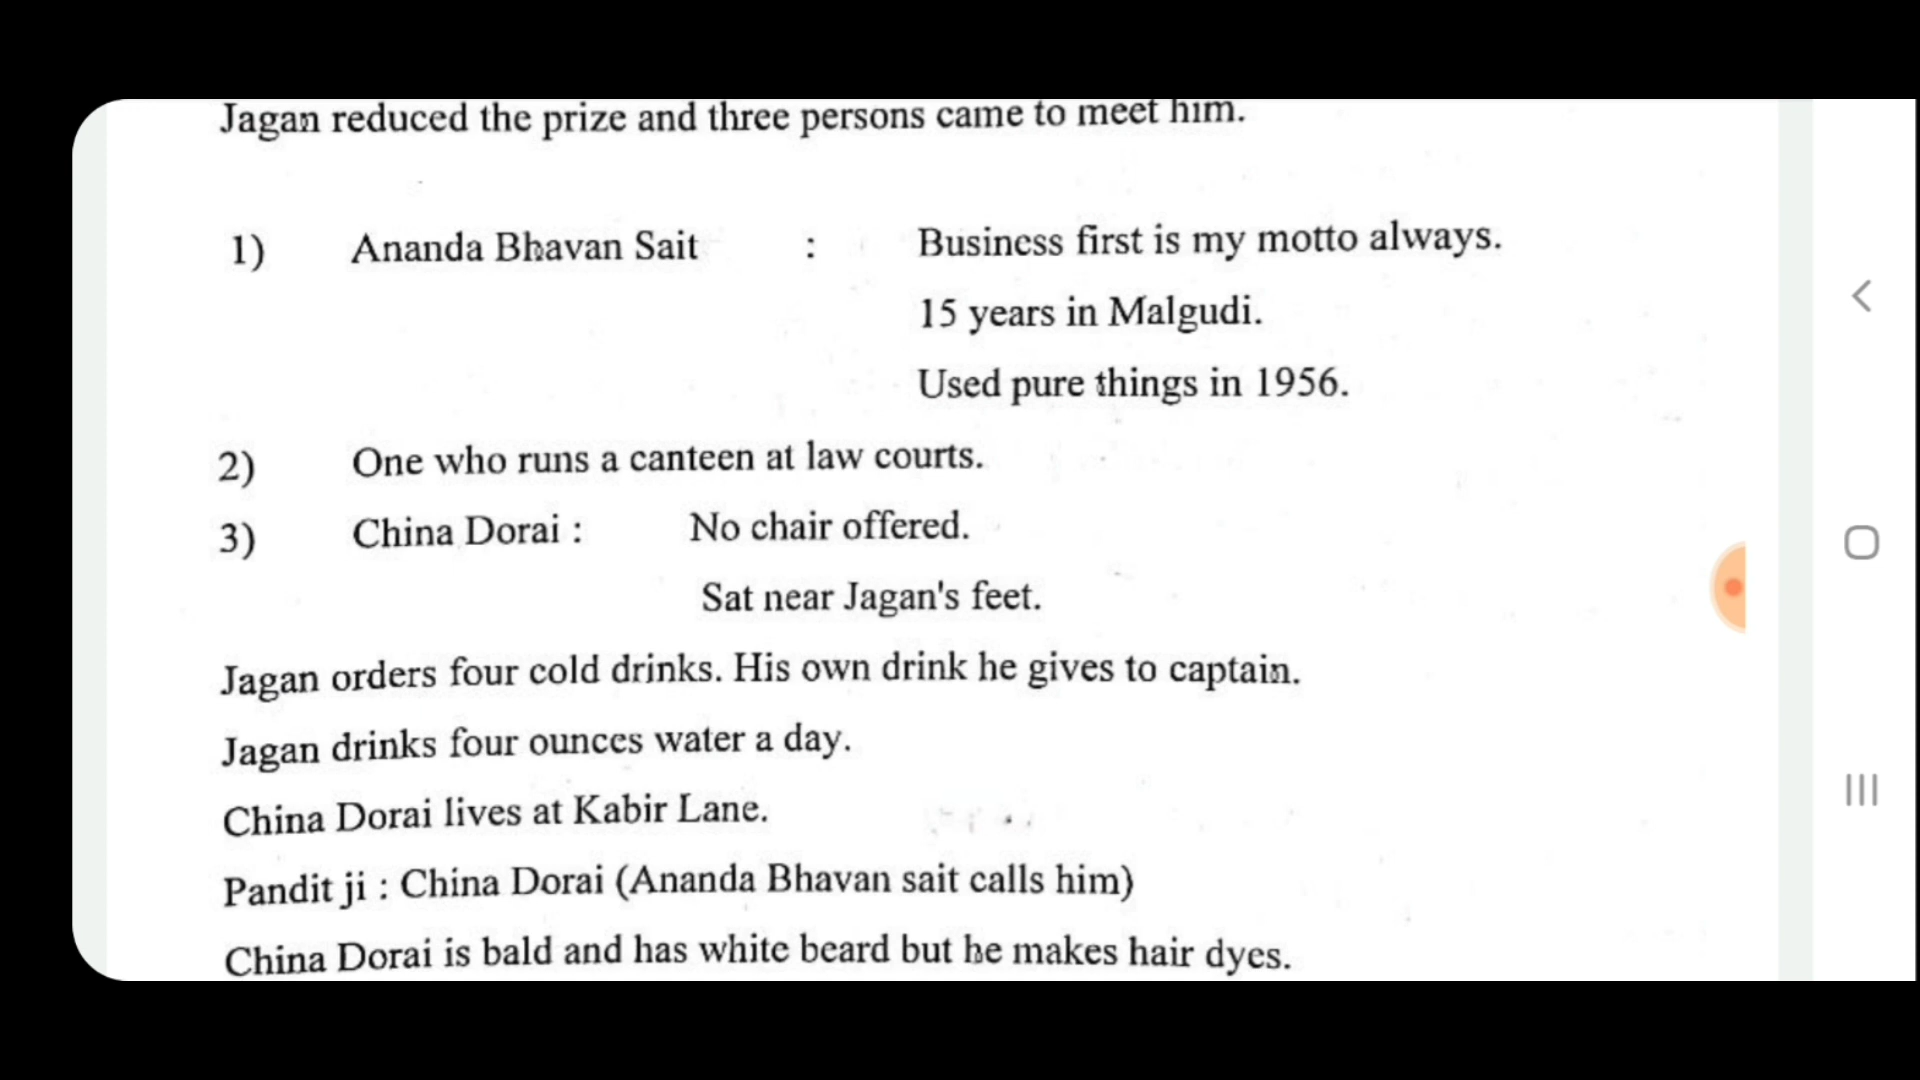 Jagan reduced the prize and three persons came to meet him.
1) Ananda Bhavan Sait : Business first is my motto always.
15 years in Malgudi.
Used pure things in 1956.
2) One who runs a canteen at law courts.
3) China Dorai : No chair offered.
Sat near Jagan's feet.
Jagan orders four cold drinks. His own drink he gives to captain.
Jagan drinks four ounces water a day.
China Dorai lives at Kabir Lane.
Pandit ji : China Dorai (Ananda Bhavan sait calls him)
China Dorai is bald and has white beard but he makes hair dyes.